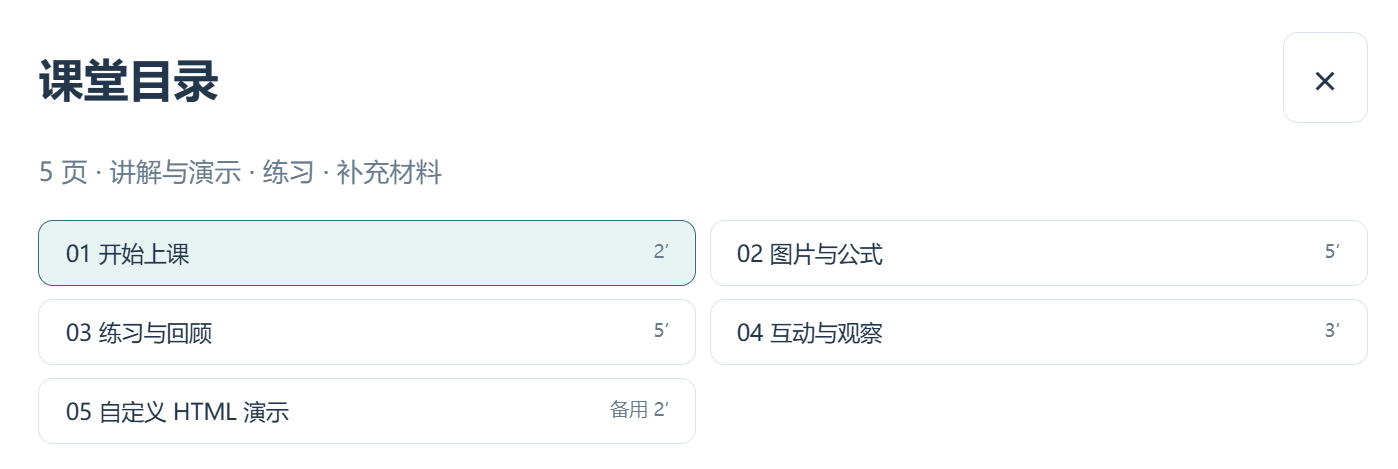 课堂目录
×
5 页 · 讲解与演示 · 练习 · 补充材料
01 开始上课 2′
02 图片与公式 5′
03 练习与回顾 5′
04 互动与观察 3′
05 自定义 HTML 演示 备用 2′